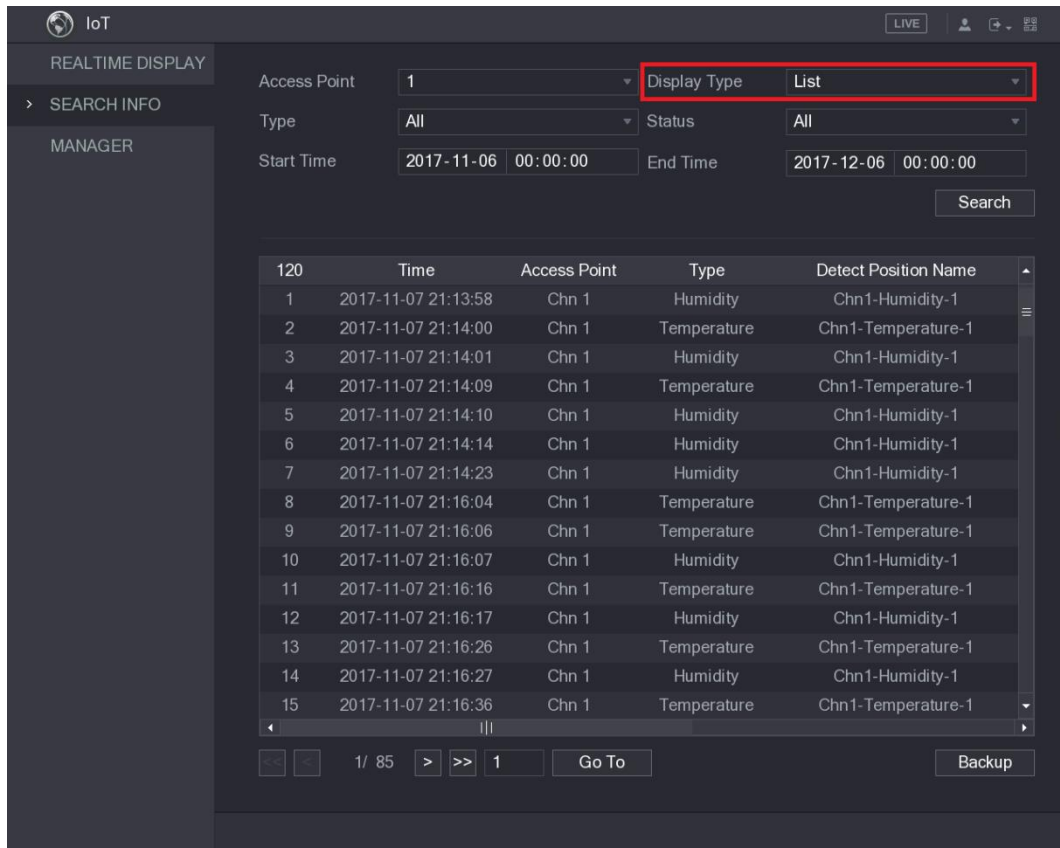 IoT LIVE
REALTIME DISPLAY
SEARCH INFO
MANAGER
Access Point 1 Display Type List
Type All Status All
Start Time 2017-11-06 00:00:00 End Time 2017-12-06 00:00:00
Search
120 Time Access Point Type Detect Position Name
1 2017-11-07 21:13:58 Chn 1 Humidity Chn1-Humidity-1
2 2017-11-07 21:14:00 Chn 1 Temperature Chn1-Temperature-1
3 2017-11-07 21:14:01 Chn 1 Humidity Chn1-Humidity-1
4 2017-11-07 21:14:09 Chn 1 Temperature Chn1-Temperature-1
5 2017-11-07 21:14:10 Chn 1 Humidity Chn1-Humidity-1
6 2017-11-07 21:14:14 Chn 1 Humidity Chn1-Humidity-1
7 2017-11-07 21:14:23 Chn 1 Humidity Chn1-Humidity-1
8 2017-11-07 21:16:04 Chn 1 Temperature Chn1-Temperature-1
9 2017-11-07 21:16:06 Chn 1 Temperature Chn1-Temperature-1
10 2017-11-07 21:16:07 Chn 1 Humidity Chn1-Humidity-1
11 2017-11-07 21:16:16 Chn 1 Temperature Chn1-Temperature-1
12 2017-11-07 21:16:17 Chn 1 Humidity Chn1-Humidity-1
13 2017-11-07 21:16:26 Chn 1 Temperature Chn1-Temperature-1
14 2017-11-07 21:16:27 Chn 1 Humidity Chn1-Humidity-1
15 2017-11-07 21:16:36 Chn 1 Temperature Chn1-Temperature-1
<< < 1/ 85 > >> 1 Go To Backup